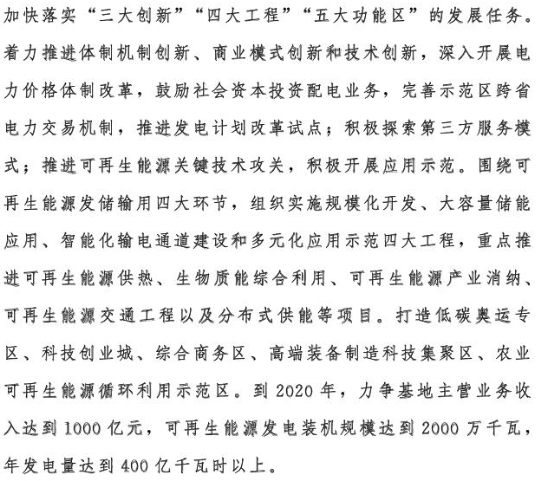 加快落实“三大创新”“四大工程”“五大功能区”的发展任务。
着力推进体制机制创新、商业模式创新和技术创新，深入开展电
力价格体制改革，鼓励社会资本投资配电业务，完善示范区跨省
电力交易机制，推进发电计划改革试点；积极探索第三方服务模
式；推进可再生能源关键技术攻关，积极开展应用示范。围绕可
再生能源发储输用四大环节，组织实施规模化开发、大容量储能
应用、智能化输电通道建设和多元化应用示范四大工程，重点推
进可再生能源供热、生物质能综合利用、可再生能源产业消纳、
可再生能源交通工程以及分布式供能等项目。打造低碳奥运专
区、科技创业城、综合商务区、高端装备制造科技集聚区、农业
可再生能源循环利用示范区。到 2020 年，力争基地主营业务收
入达到 1000 亿元，可再生能源发电装机规模达到 2000 万千瓦，
年发电量达到 400 亿千瓦时以上。